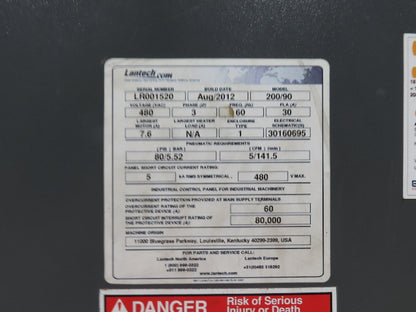 Lantech.com
SERIAL NUMBER BUILD DATE MODEL
LR001520 Aug/2012 200/90
VOLTAGE (VAC) PHASE (Ø) FREQ. (Hz) FLA (A)
480 3 60 30
LARGEST MOTOR (A) LARGEST HEATER LOAD (A) ENCLOSURE TYPE ELECTRICAL SCHEMATIC(S)
7.6 N/A 1 30160695
PNEUMATIC REQUIREMENTS
( PSI | BAR ) ( CFM | l/min )
80/5.52 5/141.5
PANEL SHORT CIRCUIT CURRENT RATING:
5 kA RMS SYMMETRICAL, 480 V MAX.
INDUSTRIAL CONTROL PANEL FOR INDUSTRIAL MACHINERY
OVERCURRENT PROTECTION PROVIDED AT MAIN SUPPLY TERMINALS
OVERCURRENT RATING OF THE PROTECTIVE DEVICE (A): 60
SHORT CIRCUIT INTERRUPT RATING OF THE PROTECTIVE DEVICE (A): 80,000
MACHINE ORIGIN
11000 Bluegrass Parkway, Louisville, Kentucky 40299-2399, USA
FOR PARTS AND SERVICE CALL:
Lantech North America Lantech Europe
www.lantech.com
DANGER Risk of Serious
Injury or Death